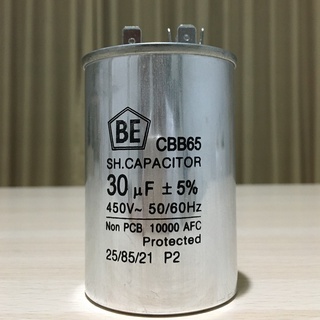 BE
CBB65
SH.CAPACITOR
30 µF ± 5%
450V~ 50/60Hz
Non PCB 10000 AFC
Protected
25/85/21 P2